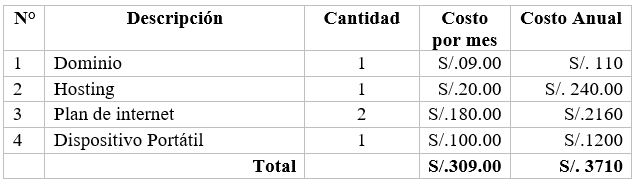 N° Descripción Cantidad Costo por mes Costo Anual
1 Dominio 1 S/.09.00 S/. 110
2 Hosting 1 S/.20.00 S/. 240.00
3 Plan de internet 2 S/.180.00 S/.2160
4 Dispositivo Portátil 1 S/.100.00 S/.1200
Total S/.309.00 S/. 3710